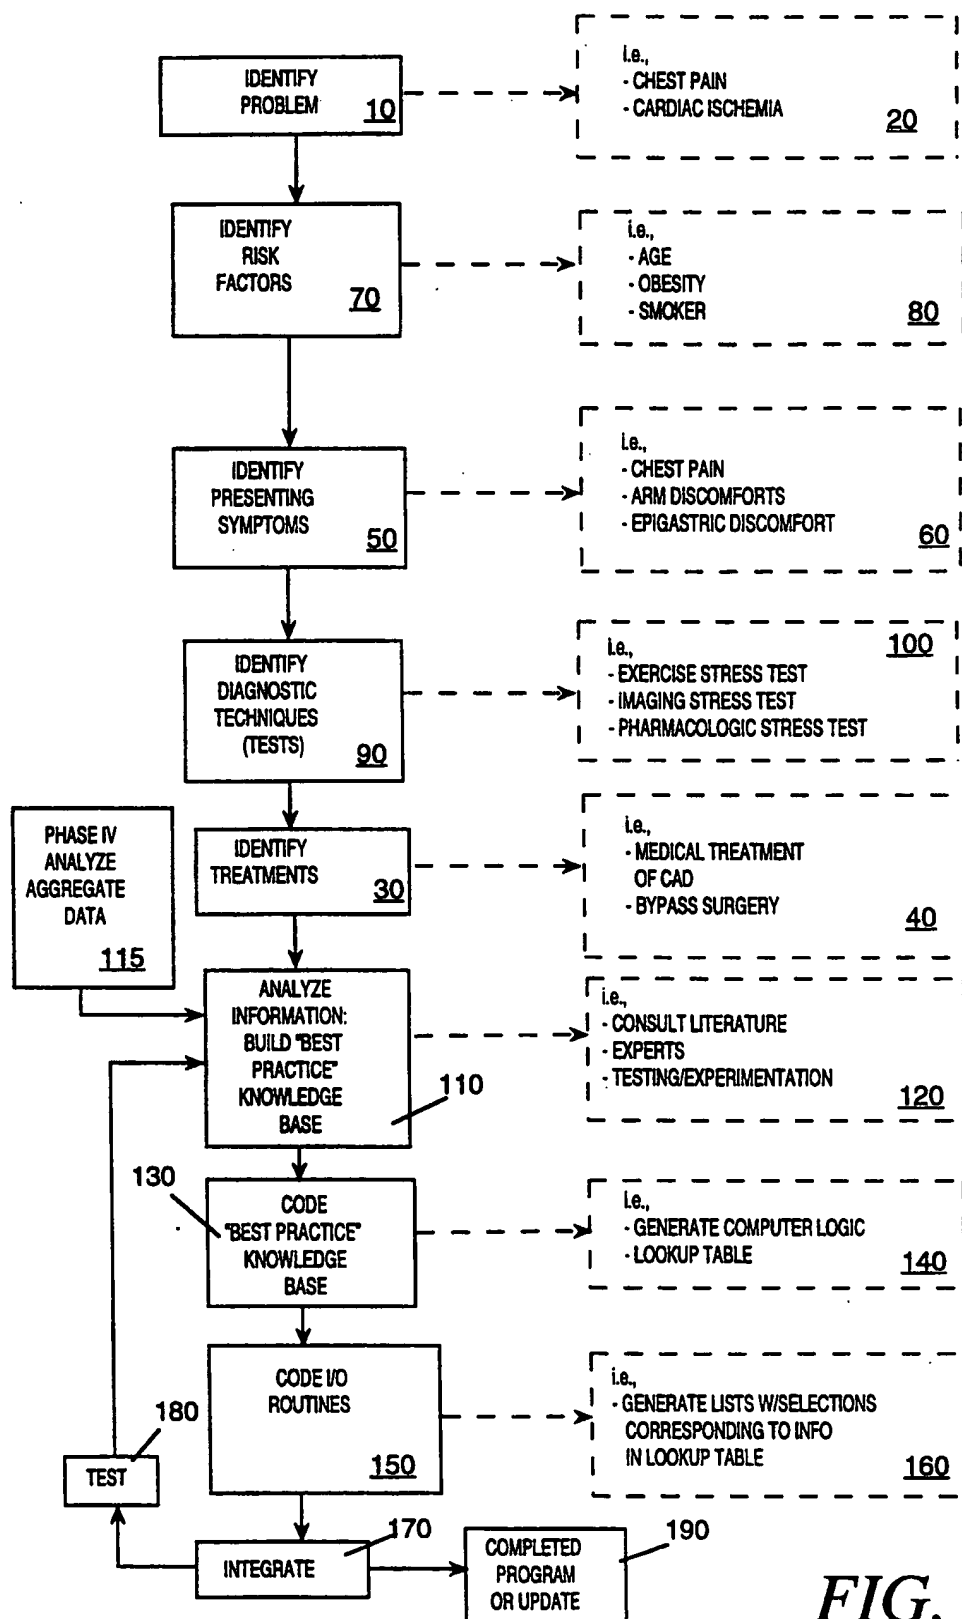 IDENTIFY
PROBLEM
10
i.e.,
- CHEST PAIN
- CARDIAC ISCHEMIA
20
IDENTIFY
RISK
FACTORS
70
i.e.,
- AGE
- OBESITY
- SMOKER
80
IDENTIFY
PRESENTING
SYMPTOMS
50
i.e.,
- CHEST PAIN
- ARM DISCOMFORTS
- EPIGASTRIC DISCOMFORT
60
IDENTIFY
DIAGNOSTIC
TECHNIQUES
(TESTS)
90
100
i.e.,
- EXERCISE STRESS TEST
- IMAGING STRESS TEST
- PHARMACOLOGIC STRESS TEST
PHASE IV
ANALYZE
AGGREGATE
DATA
115
IDENTIFY
TREATMENTS
30
i.e.,
- MEDICAL TREATMENT
OF CAD
- BYPASS SURGERY
40
ANALYZE
INFORMATION:
BUILD "BEST
PRACTICE"
KNOWLEDGE
BASE
110
i.e.,
- CONSULT LITERATURE
- EXPERTS
- TESTING/EXPERIMENTATION
120
130
CODE
"BEST PRACTICE"
KNOWLEDGE
BASE
i.e.,
- GENERATE COMPUTER LOGIC
- LOOKUP TABLE
140
CODE I/O
ROUTINES
150
i.e.,
- GENERATE LISTS W/SELECTIONS
CORRESPONDING TO INFO
IN LOOKUP TABLE
160
180
TEST
170
INTEGRATE
190
COMPLETED
PROGRAM
OR UPDATE
FIG.